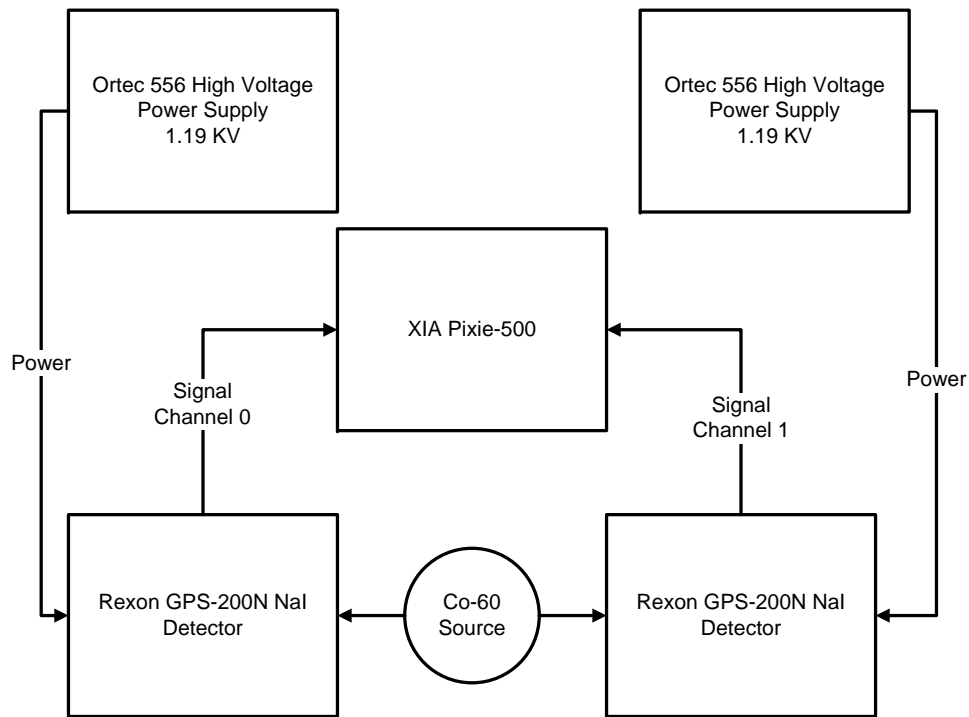 Ortec 556 High Voltage
Power Supply
1.19 KV
Ortec 556 High Voltage
Power Supply
1.19 KV
XIA Pixie-500
Power
Signal
Channel 0
Signal
Channel 1
Power
Rexon GPS-200N NaI
Detector
Co-60
Source
Rexon GPS-200N NaI
Detector